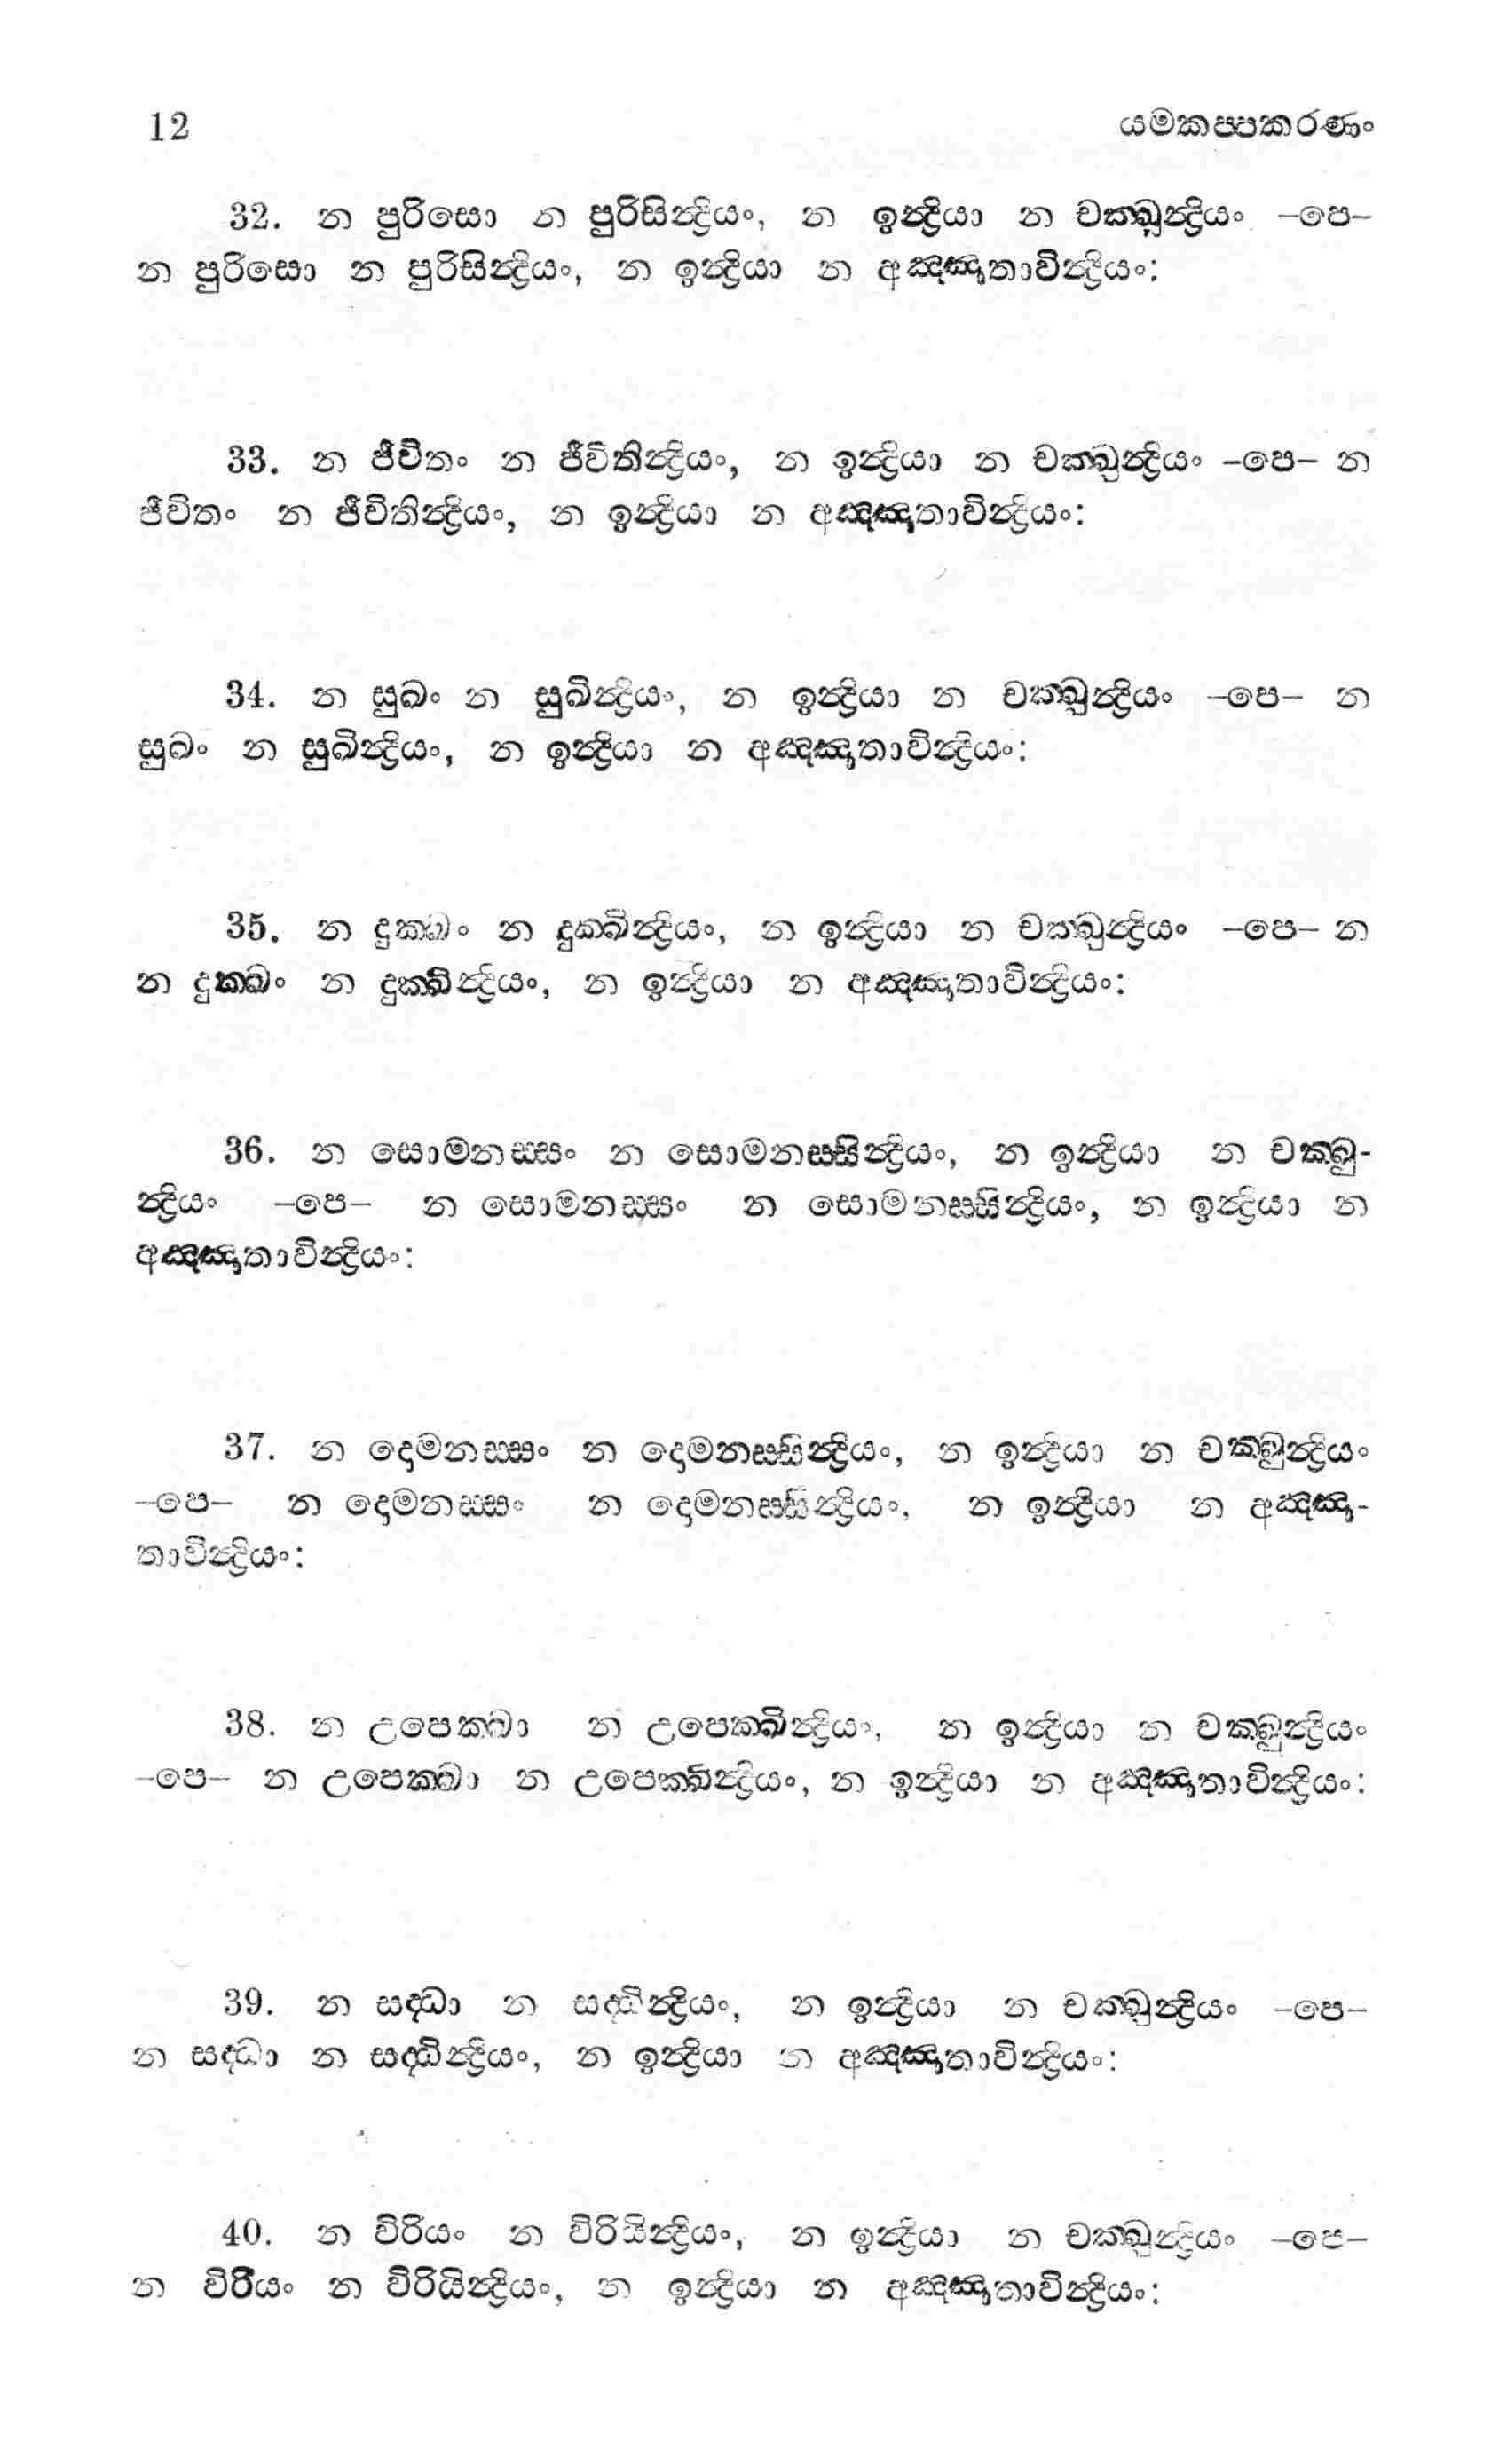 12 යමකප්පකරණං
32. න පුරිසො න පුරිසින්ද්‍රියං, න ඉන්ද්‍රියා න චක්ඛුන්ද්‍රියං –පෙ–
න පුරිසො න පුරිසින්ද්‍රියං, න ඉන්ද්‍රියා න අඤ්ඤාතාවින්ද්‍රියං:
33. න ජීවිතං න ජීවිතින්ද්‍රියං, න ඉන්ද්‍රියා න චක්ඛුන්ද්‍රියං –පෙ– න
ජීවිතං න ජීවිතින්ද්‍රියං, න ඉන්ද්‍රියා න අඤ්ඤාතාවින්ද්‍රියං:
34. න සුඛං න සුඛින්ද්‍රියං, න ඉන්ද්‍රියා න චක්ඛුන්ද්‍රියං –පෙ– න
සුඛං න සුඛින්ද්‍රියං, න ඉන්ද්‍රියා න අඤ්ඤාතාවින්ද්‍රියං:
35. න දුක්ඛං න දුක්ඛින්ද්‍රියං, න ඉන්ද්‍රියා න චක්ඛුන්ද්‍රියං –පෙ– න
න දුක්ඛං න දුක්ඛින්ද්‍රියං, න ඉන්ද්‍රියා න අඤ්ඤාතාවින්ද්‍රියං:
36. න සොමනස්සං න සොමනස්සින්ද්‍රියං, න ඉන්ද්‍රියා න චක්ඛු-
න්ද්‍රියං –පෙ– න සොමනස්සං න සොමනස්සින්ද්‍රියං, න ඉන්ද්‍රියා න
අඤ්ඤාතාවින්ද්‍රියං:
37. න දොමනස්සං න දොමනස්සින්ද්‍රියං, න ඉන්ද්‍රියා න චක්ඛුන්ද්‍රියං
–පෙ– න දොමනස්සං න දොමනස්සින්ද්‍රියං, න ඉන්ද්‍රියා න අඤ්ඤා-
තාවින්ද්‍රියං:
38. න උපෙක්ඛා න උපෙක්ඛින්ද්‍රියං, න ඉන්ද්‍රියා න චක්ඛුන්ද්‍රියං
–පෙ– න උපෙක්ඛා න උපෙක්ඛින්ද්‍රියං, න ඉන්ද්‍රියා න අඤ්ඤාතාවින්ද්‍රියං:
39. න සද්ධා න සද්ධින්ද්‍රියං, න ඉන්ද්‍රියා න චක්ඛුන්ද්‍රියං –පෙ–
න සද්ධා න සද්ධින්ද්‍රියං, න ඉන්ද්‍රියා න අඤ්ඤාතාවින්ද්‍රියං:
40. න විරියං න විරියින්ද්‍රියං, න ඉන්ද්‍රියා න චක්ඛුන්ද්‍රියං –පෙ–
න විරියං න විරියින්ද්‍රියං, න ඉන්ද්‍රියා න අඤ්ඤාතාවින්ද්‍රියං: